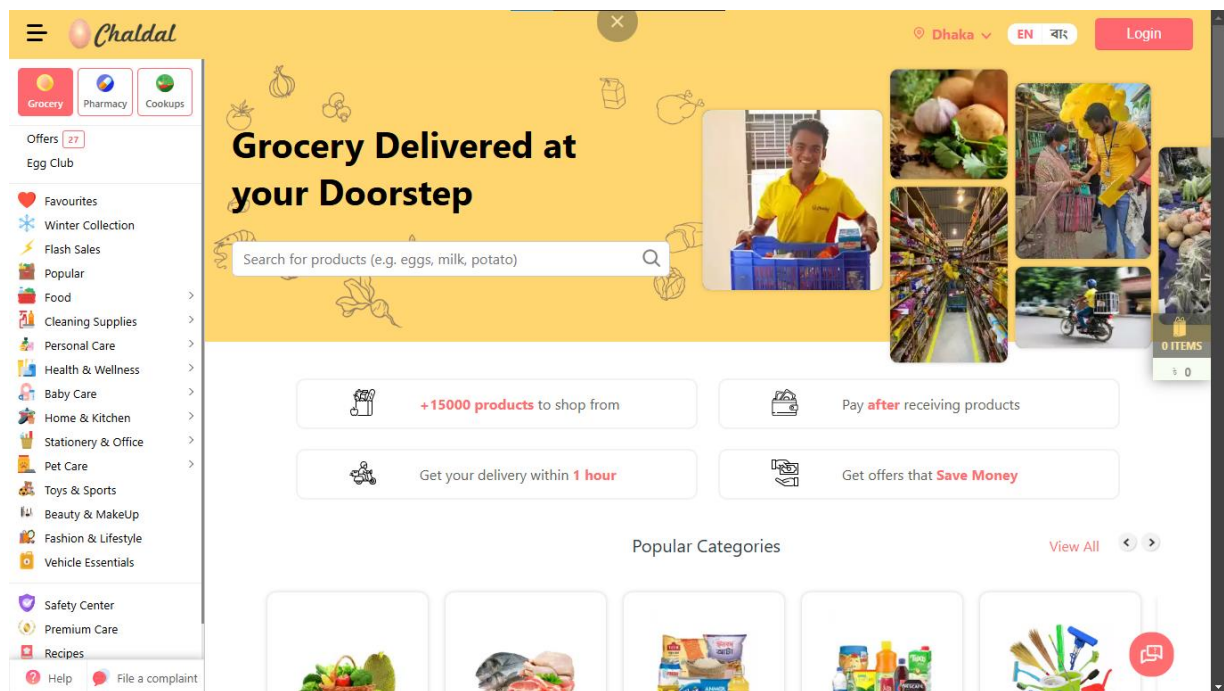 Chaldal
Dhaka
EN বাং
Login
Grocery
Pharmacy
Cookups
Offers 27
Egg Club
Favourites
Winter Collection
Flash Sales
Popular
Food
Cleaning Supplies
Personal Care
Health & Wellness
Baby Care
Home & Kitchen
Stationery & Office
Pet Care
Toys & Sports
Beauty & MakeUp
Fashion & Lifestyle
Vehicle Essentials
Safety Center
Premium Care
Recipes
Help
File a complaint
Grocery Delivered at
your Doorstep
Search for products (e.g. eggs, milk, potato)
0 ITEMS
৳ 0
+15000 products to shop from
Pay after receiving products
Get your delivery within 1 hour
Get offers that Save Money
Popular Categories
View All